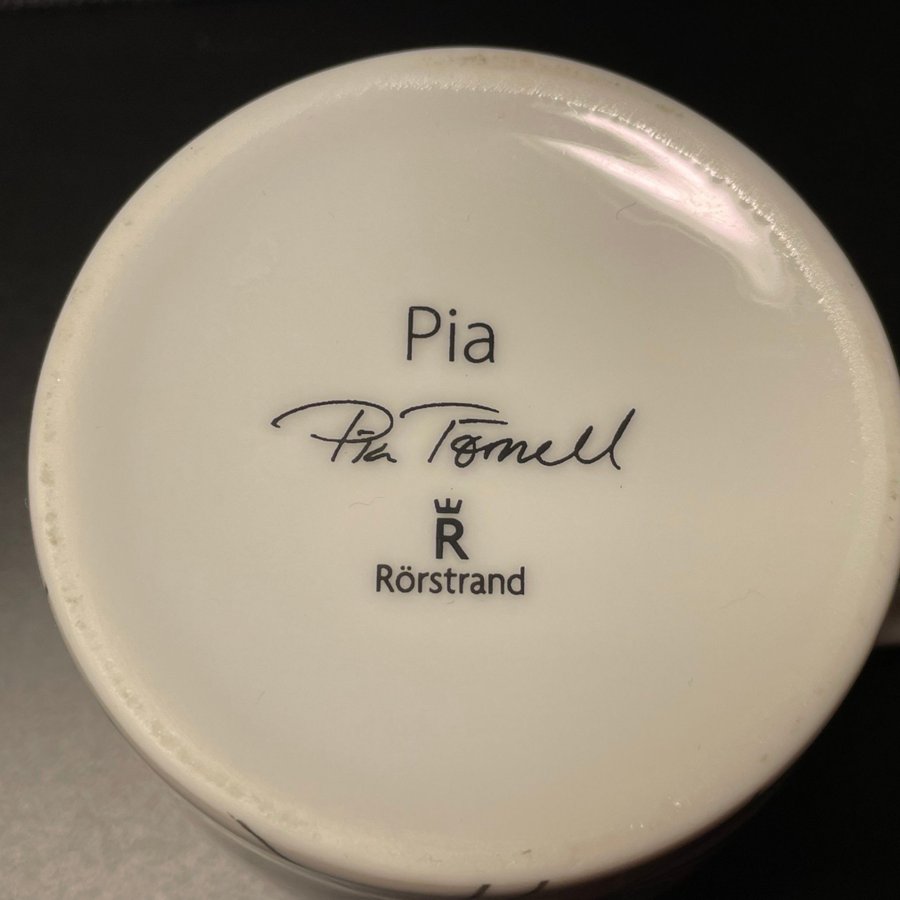 Pia
Pia Törnell
R
Rörstrand